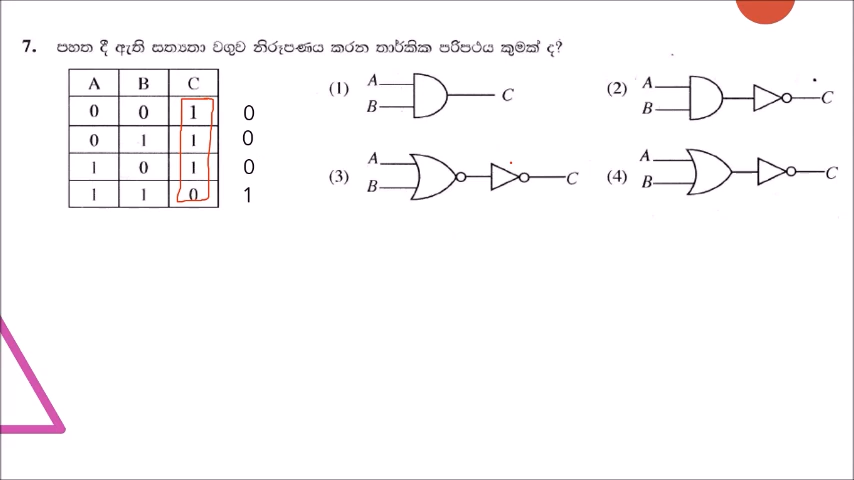 7. පහත දී ඇති සත්‍යතා වගුව නිරූපණය කරන තාර්කික පරිපථය කුමක් ද?
A B C
0 0 1 0
0 1 1 0
1 0 1 0
1 1 0 1
(1) A B C
(2) A B C
(3) A B C
(4) A B C